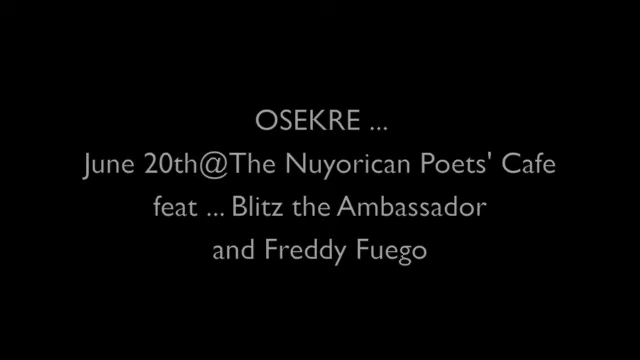 OSEKRE ...
June 20th@The Nuyorican Poets' Cafe
feat ... Blitz the Ambassador
and Freddy Fuego